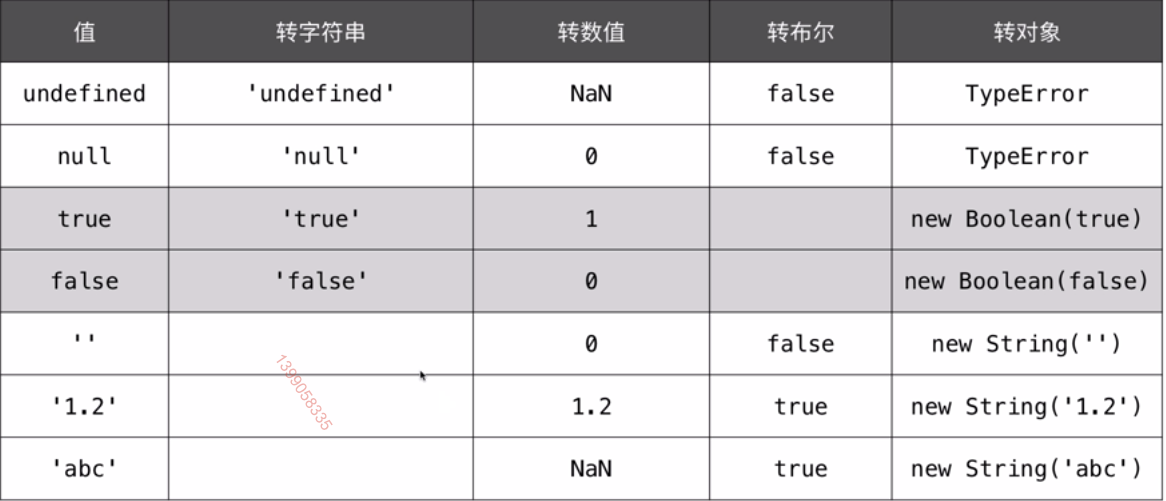 值 转字符串 转数值 转布尔 转对象
undefined 'undefined' NaN false TypeError
null 'null' 0 false TypeError
true 'true' 1 new Boolean(true)
false 'false' 0 new Boolean(false)
'' 0 false new String('')
'1.2' 1.2 true new String('1.2')
'abc' NaN true new String('abc')
1399058335